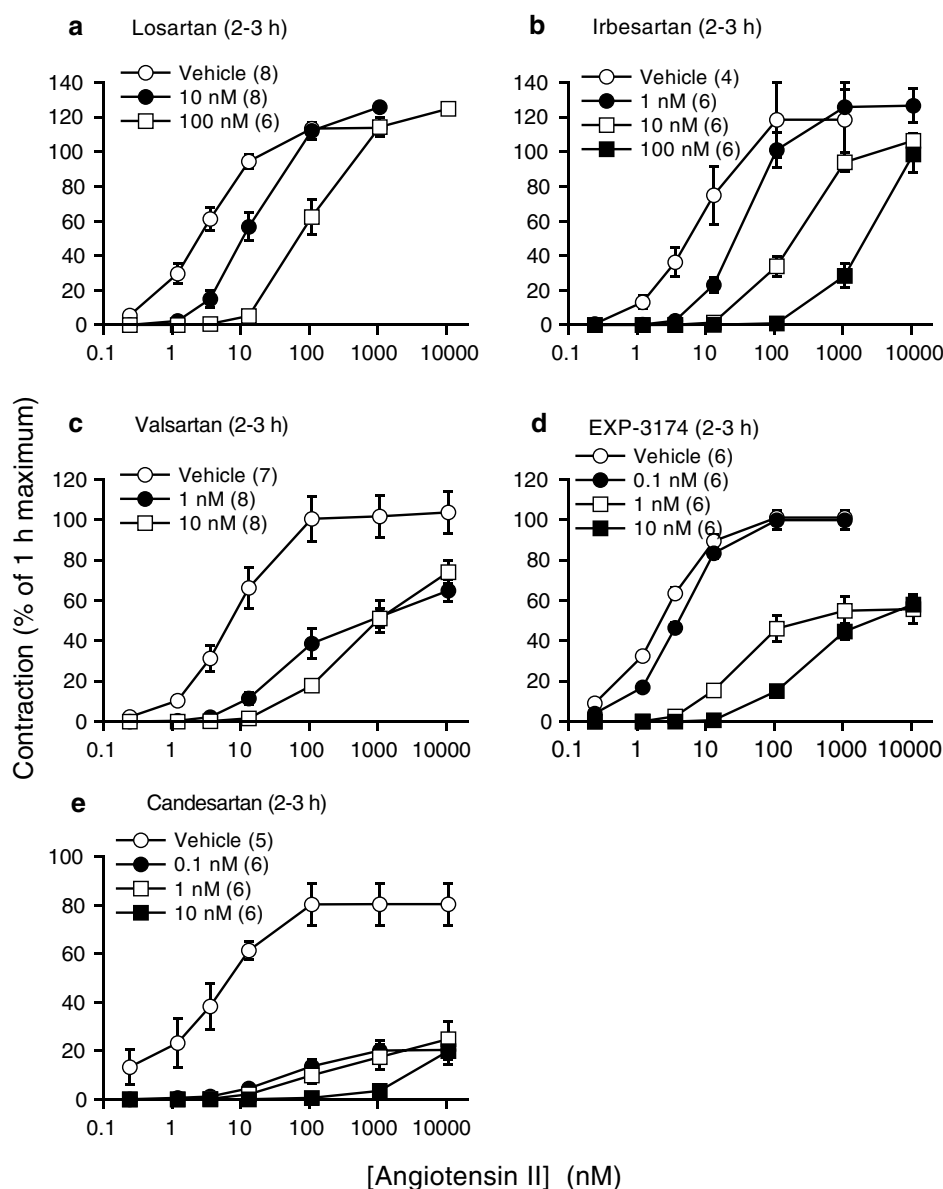 a Losartan (2-3 h)
Vehicle (8)
10 nM (8)
100 nM (6)
140
120
100
80
60
40
20
0
0.1 1 10 100 1000 10000
b Irbesartan (2-3 h)
Vehicle (4)
1 nM (6)
10 nM (6)
100 nM (6)
140
120
100
80
60
40
20
0
0.1 1 10 100 1000 10000
c Valsartan (2-3 h)
Vehicle (7)
1 nM (8)
10 nM (8)
120
100
80
60
40
20
0
0.1 1 10 100 1000 10000
d EXP-3174 (2-3 h)
Vehicle (6)
0.1 nM (6)
1 nM (6)
10 nM (6)
120
100
80
60
40
20
0
0.1 1 10 100 1000 10000
e Candesartan (2-3 h)
Vehicle (5)
0.1 nM (6)
1 nM (6)
10 nM (6)
100
80
60
40
20
0
0.1 1 10 100 1000 10000
Contraction (% of 1 h maximum)
[Angiotensin II] (nM)